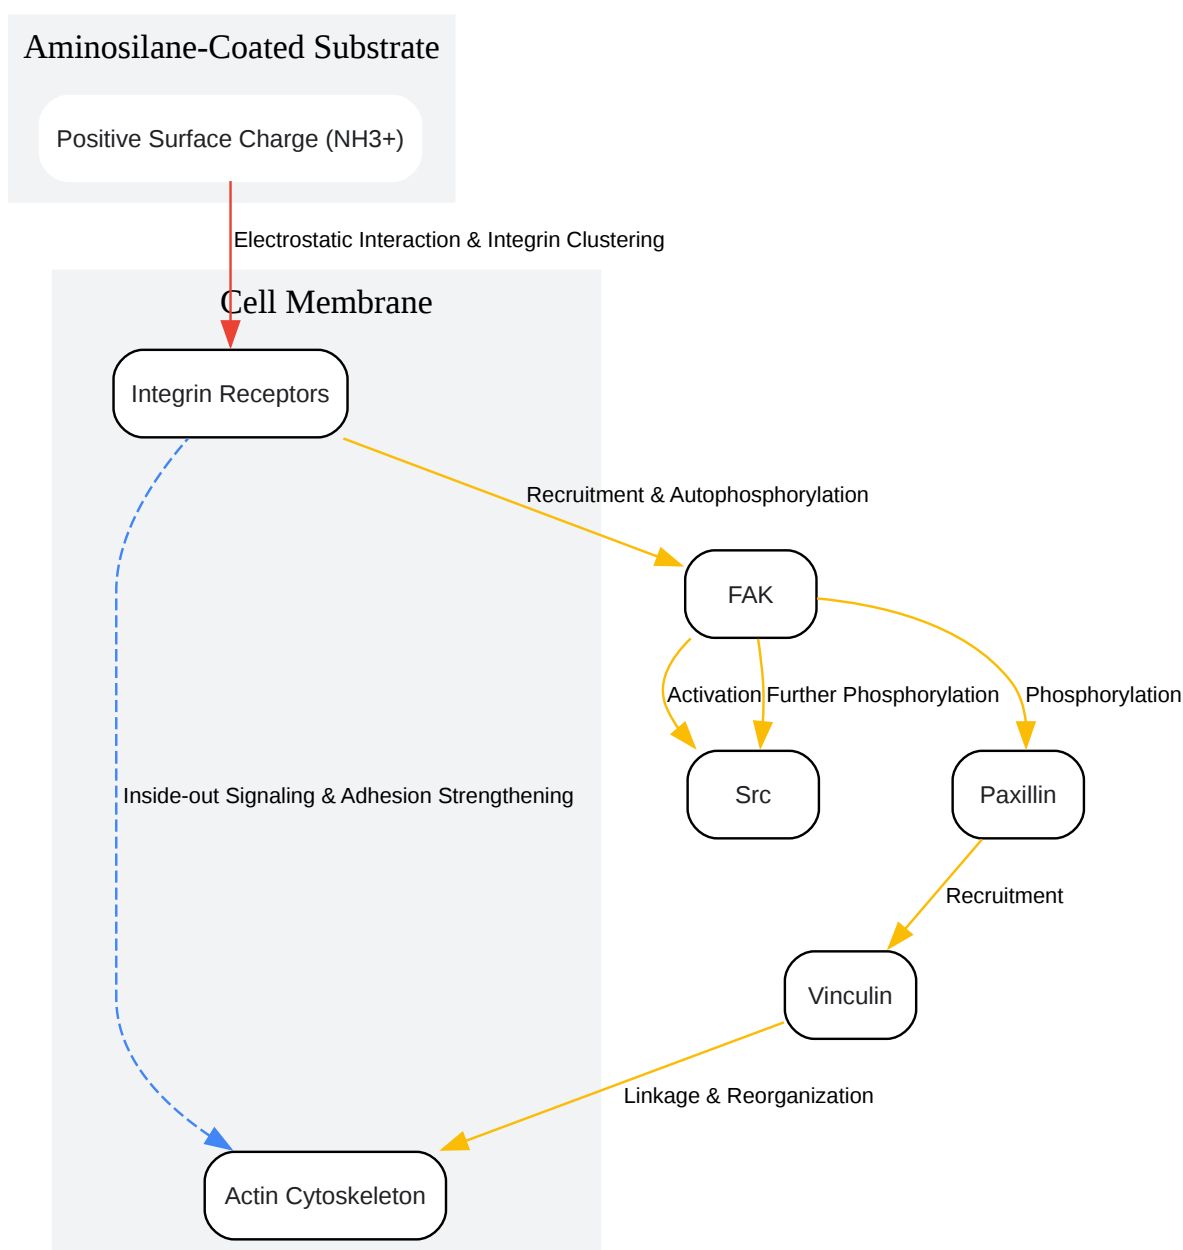 Aminosilane-Coated Substrate
Positive Surface Charge (NH3+)
Electrostatic Interaction & Integrin Clustering
Cell Membrane
Integrin Receptors
Recruitment & Autophosphorylation
FAK
Activation
Further Phosphorylation
Phosphorylation
Inside-out Signaling & Adhesion Strengthening
Src
Paxillin
Recruitment
Vinculin
Linkage & Reorganization
Actin Cytoskeleton